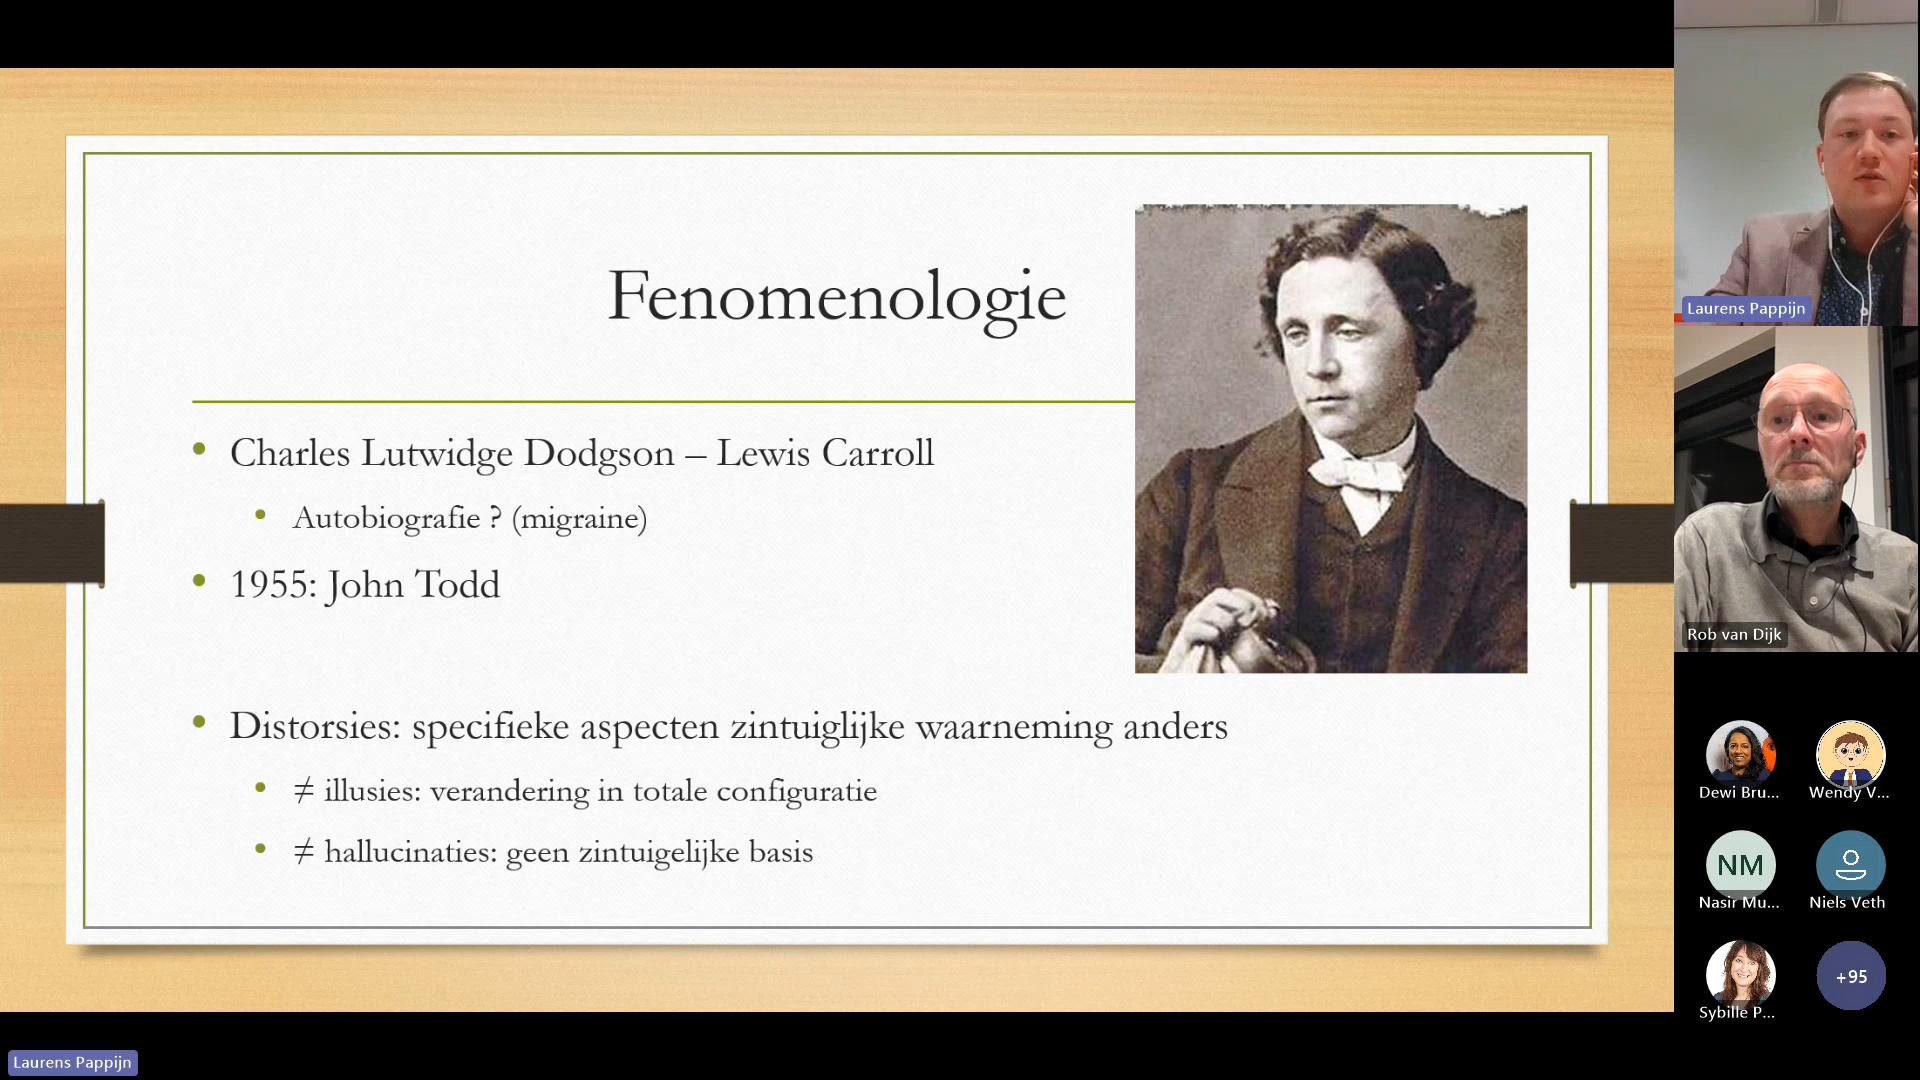 Fenomenologie
Charles Lutwidge Dodgson – Lewis Carroll
Autobiografie ? (migraine)
1955: John Todd
Distorsies: specifieke aspecten zintuiglijke waarneming anders
≠ illusies: verandering in totale configuratie
≠ hallucinaties: geen zintuigelijke basis
Laurens Pappijn
Rob van Dijk
Dewi Bru...
Wendy V...
NM
Nasir Mu...
Niels Veth
Sybille P...
+95
Laurens Pappijn